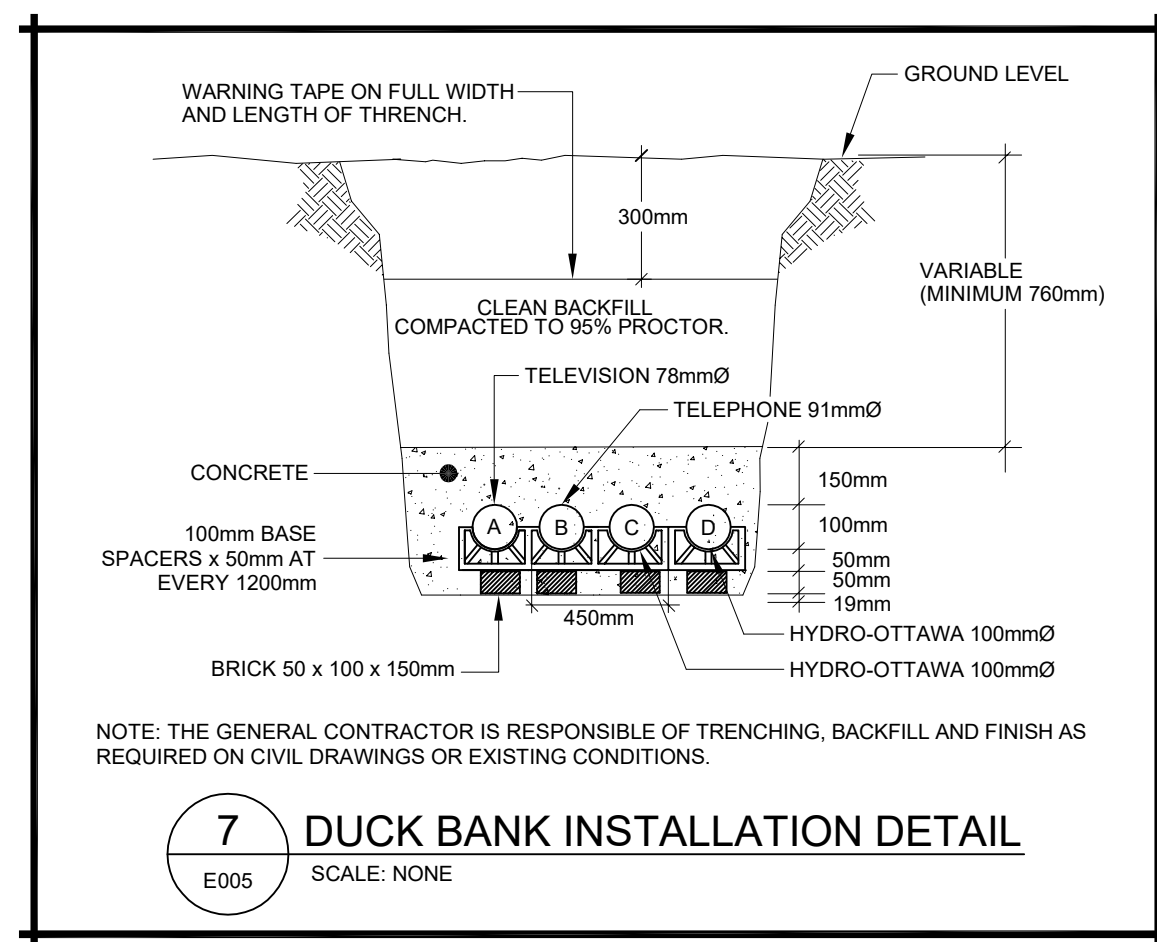 WARNING TAPE ON FULL WIDTH
AND LENGTH OF THRENCH.
GROUND LEVEL
300mm
VARIABLE
(MINIMUM 760mm)
CLEAN BACKFILL
COMPACTED TO 95% PROCTOR.
TELEVISION 78mmØ
TELEPHONE 91mmØ
CONCRETE
150mm
100mm BASE
SPACERS x 50mm AT
EVERY 1200mm
A B C D
100mm
50mm
50mm
19mm
450mm
HYDRO-OTTAWA 100mmØ
BRICK 50 x 100 x 150mm
HYDRO-OTTAWA 100mmØ
NOTE: THE GENERAL CONTRACTOR IS RESPONSIBLE OF TRENCHING, BACKFILL AND FINISH AS
REQUIRED ON CIVIL DRAWINGS OR EXISTING CONDITIONS.
7
E005
DUCK BANK INSTALLATION DETAIL
SCALE: NONE